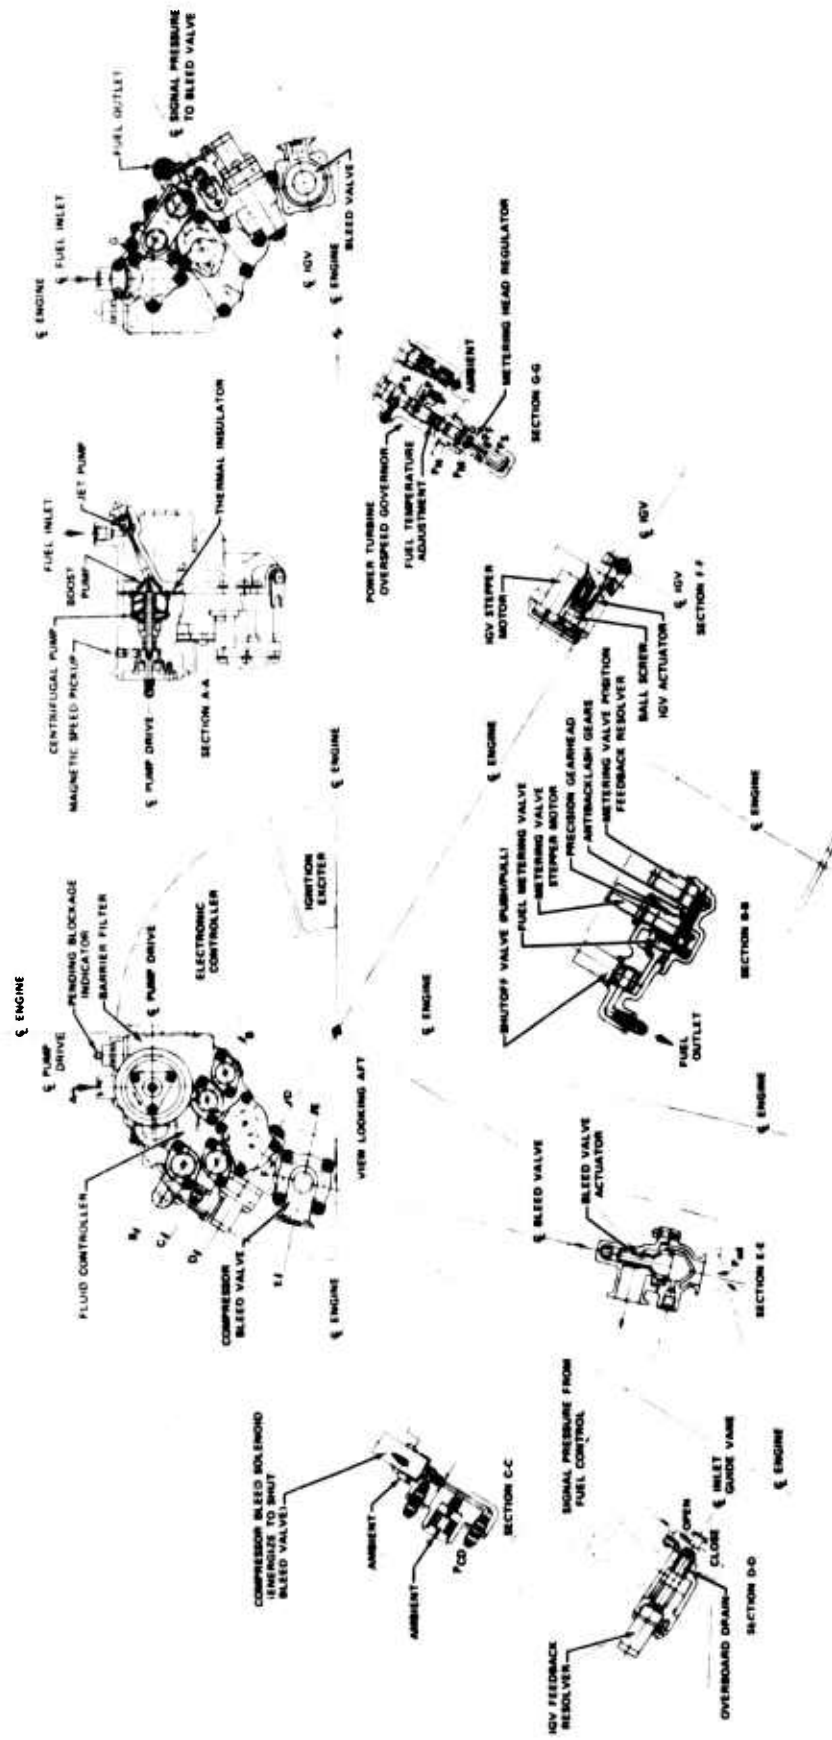 COMPRESSOR BLEED SOLENOID
(ENERGIZE TO SHUT
BLEED VALVE)
AMBIENT
AMBIENT
PCD
SECTION C-C
FLUID CONTROLLER
COMPRESSOR
BLEED VALVE
℄ ENGINE
℄ ENGINE
℄ PUMP
DRIVE
A
PENDING BLOCKAGE
INDICATOR
BARRIER FILTER
℄ PUMP DRIVE
ELECTRONIC
CONTROLLER
IGNITION
EXCITER
VIEW LOOKING AFT
℄ ENGINE
CENTRIFUGAL PUMP
MAGNETIC SPEED PICKUP
BOOST
PUMP
FUEL INLET
JET PUMP
℄ PUMP DRIVE
THERMAL INSULATOR
SECTION A-A
℄ ENGINE
℄ FUEL INLET
FUEL OUTLET
℄ SIGNAL PRESSURE
TO BLEED VALVE
℄ IGV
℄ ENGINE
BLEED VALVE
POWER TURBINE
OVERSPEED GOVERNOR
FUEL TEMPERATURE
ADJUSTMENT
AMBIENT
METERING HEAD REGULATOR
SECTION G-G
IGV FEEDBACK
RESOLVER
SIGNAL PRESSURE FROM
FUEL CONTROL
OPEN
CLOSE
℄ INLET
GUIDE VANE
OVERBOARD DRAIN
SECTION D-D
℄ ENGINE
℄ BLEED VALVE
BLEED VALVE
ACTUATOR
SECTION E-E
℄ ENGINE
℄ ENGINE
SHUTOFF VALVE (PUSH/PULL)
FUEL METERING VALVE
METERING VALVE
STEPPER MOTOR
PRECISION GEARHEAD
ANTIBACKLASH GEARS
METERING VALVE POSITION
FEEDBACK RESOLVER
FUEL
OUTLET
SECTION B-B
℄ ENGINE
℄ ENGINE
IGV STEPPER
MOTOR
BALL SCREW
IGV ACTUATOR
℄ IGV
℄ IGV
SECTION F-F